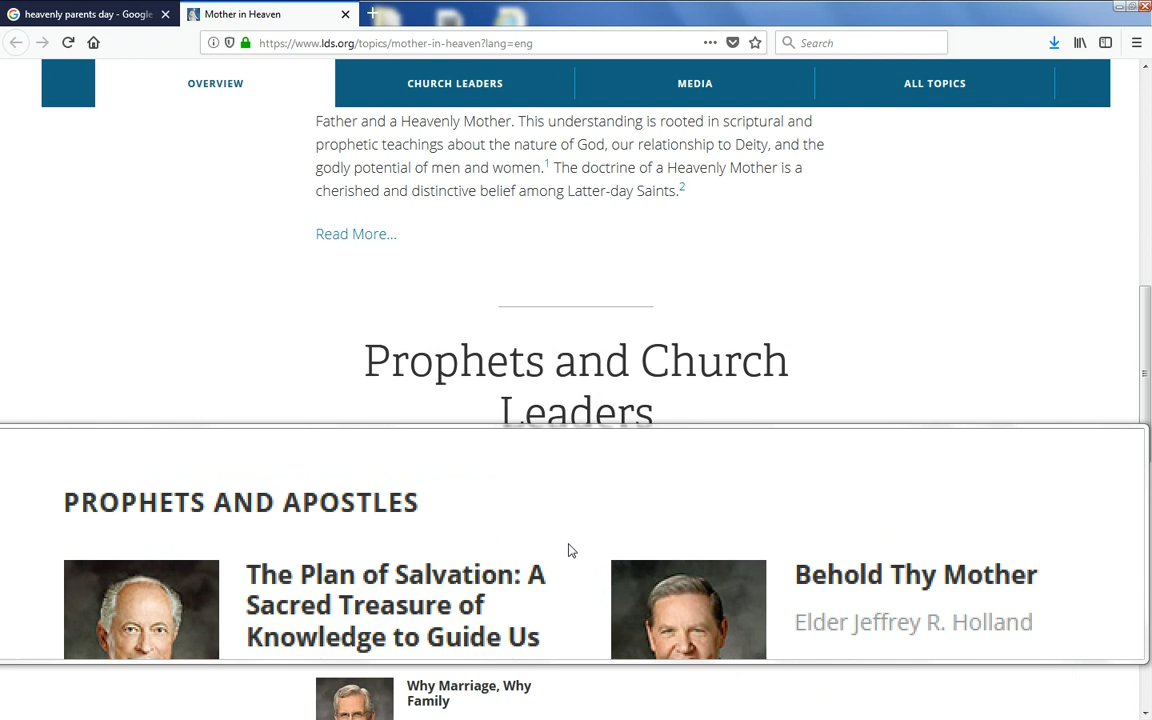 heavenly parents day - Google
Mother in Heaven
https://www.lds.org/topics/mother-in-heaven?lang=eng
Search
OVERVIEW
CHURCH LEADERS
MEDIA
ALL TOPICS
Father and a Heavenly Mother. This understanding is rooted in scriptural and
prophetic teachings about the nature of God, our relationship to Deity, and the
godly potential of men and women.1 The doctrine of a Heavenly Mother is a
cherished and distinctive belief among Latter-day Saints.2
Read More...
Prophets and Church
Leaders
PROPHETS AND APOSTLES
The Plan of Salvation: A
Sacred Treasure of
Knowledge to Guide Us
Behold Thy Mother
Elder Jeffrey R. Holland
Why Marriage, Why
Family